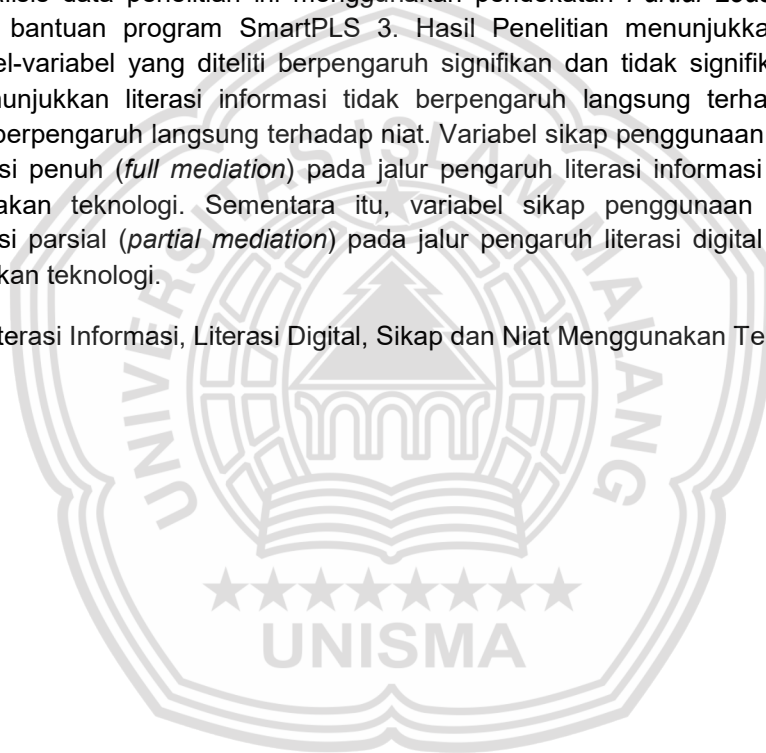 bantuan program SmartPLS 3. Hasil Penelitian menunjukka
el-variabel yang diteliti berpengaruh signifikan dan tidak signifik
nunjukkan literasi informasi tidak berpengaruh langsung terha
berpengaruh langsung terhadap niat. Variabel sikap penggunaan
si penuh (full mediation) pada jalur pengaruh literasi informasi
akan teknologi. Sementara itu, variabel sikap penggunaan
si parsial (partial mediation) pada jalur pengaruh literasi digital
kan teknologi.
terasi Informasi, Literasi Digital, Sikap dan Niat Menggunakan Te
UNIVERSITAS ISLAM MALANG
UNISMA